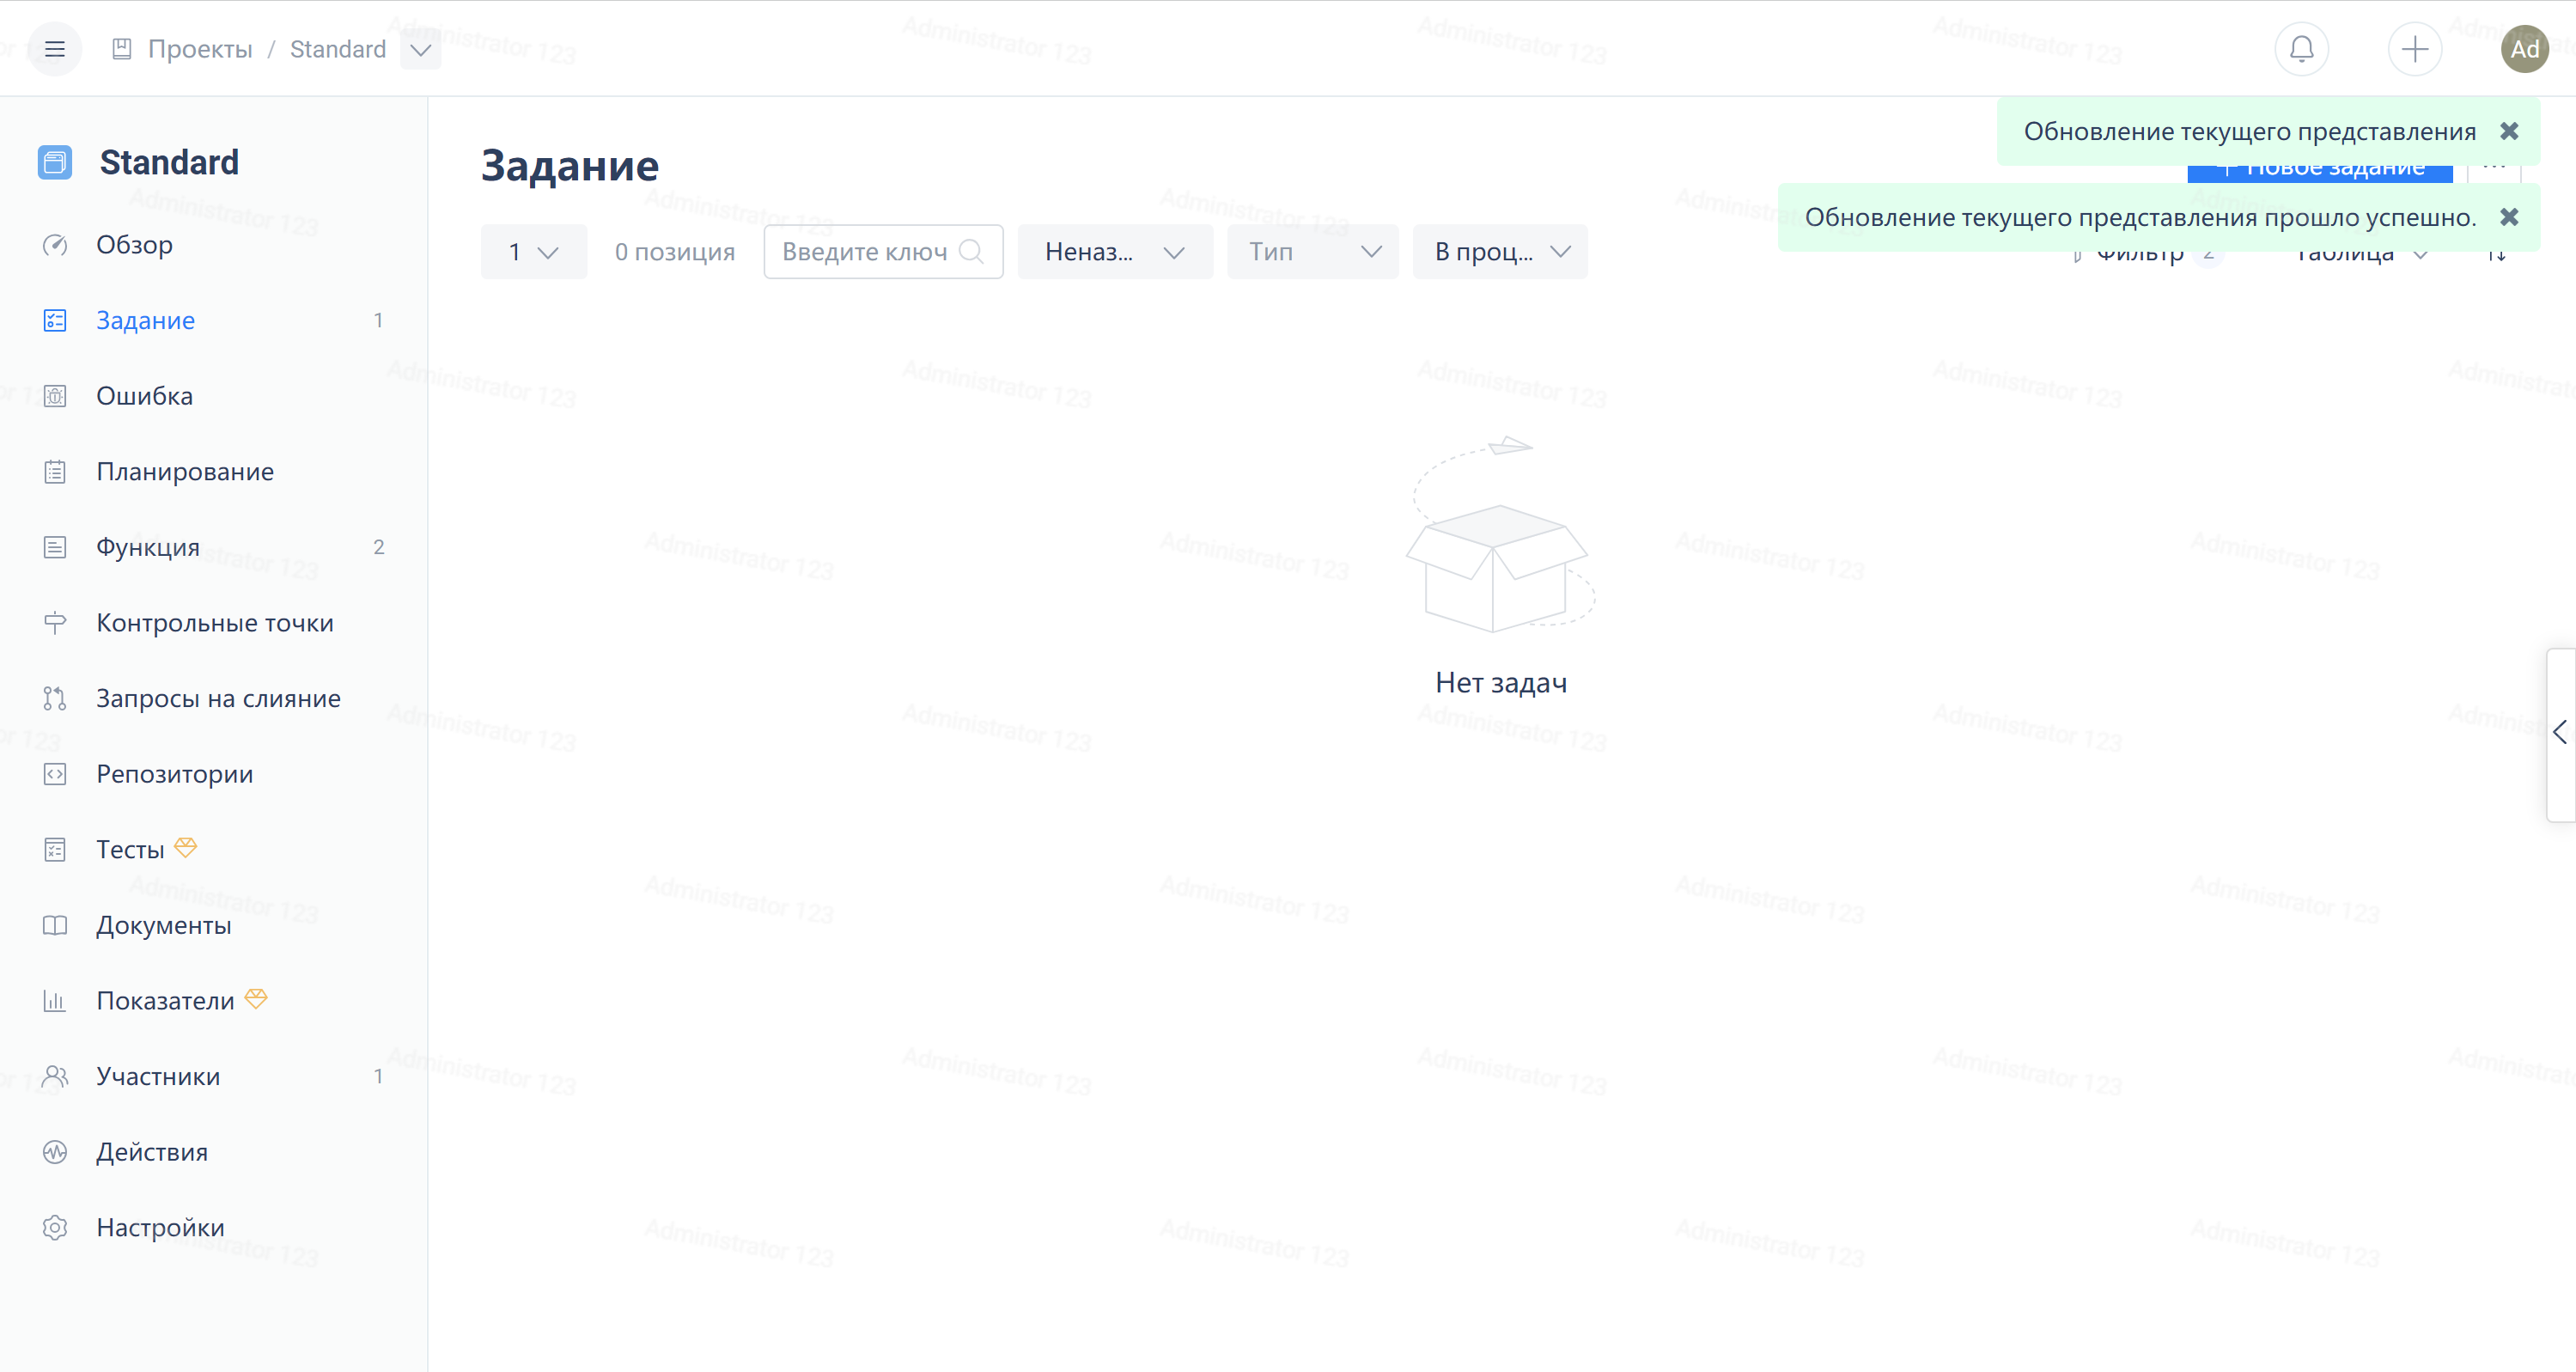 Проекты / Standard
Ad
Standard
Обзор
Задание 1
Ошибка
Планирование
Функция 2
Контрольные точки
Запросы на слияние
Репозитории
Тесты
Документы
Показатели
Участники 1
Действия
Настройки
Задание
Обновление текущего представления
Новое задание
Обновление текущего представления прошло успешно.
1
0 позиция
Введите ключ
Неназ...
Тип
В проц...
Фильтр 2
Таблица
Нет задач
Administrator 123